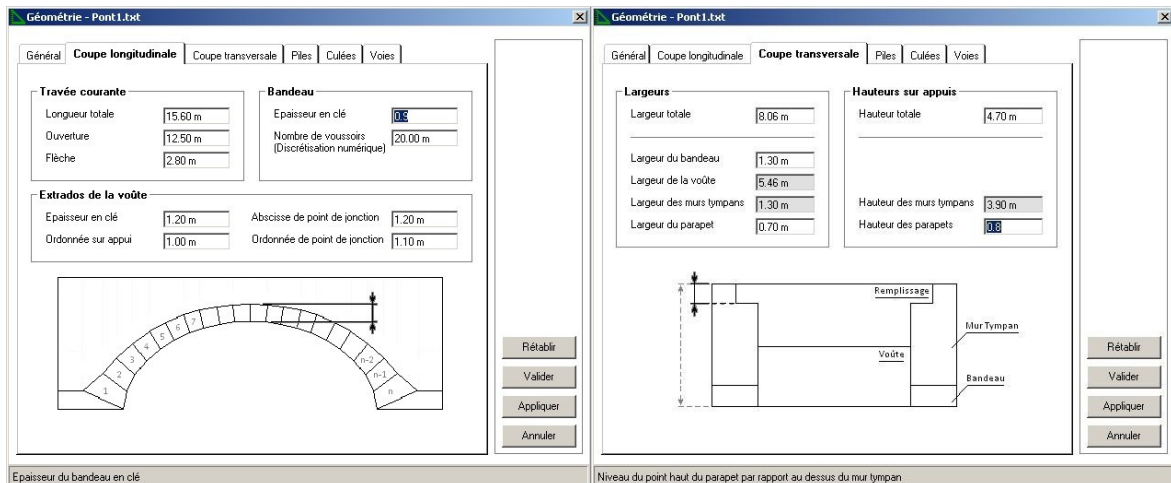 Géométrie - Pont1.txt
Général Coupe longitudinale Coupe transversale Piles Culées Voies
Travée courante
Longueur totale 15.60 m
Ouverture 12.50 m
Flèche 2.80 m
Bandeau
Epaisseur en clé 0.9
Nombre de voussoirs 20.00 m
(Discrétisation numérique)
Extrados de la voûte
Epaisseur en clé 1.20 m Abscisse de point de jonction 1.20 m
Ordonnée sur appui 1.00 m Ordonnée de point de jonction 1.10 m
1 2 3 4 5 6 7 n-2 n-1 n
Rétablir
Valider
Appliquer
Annuler
Epaisseur du bandeau en clé
Géométrie - Pont1.txt
Général Coupe longitudinale Coupe transversale Piles Culées Voies
Largeurs
Largeur totale 8.06 m
Largeur du bandeau 1.30 m
Largeur de la voûte 5.46 m
Largeur des murs tympans 1.30 m
Largeur du parapet 0.70 m
Hauteurs sur appuis
Hauteur totale 4.70 m
Hauteur des murs tympans 3.90 m
Hauteur des parapets 0.8
Remplissage
Mur Tympan
Voûte
Bandeau
Rétablir
Valider
Appliquer
Annuler
Niveau du point haut du parapet par rapport au dessus du mur tympan